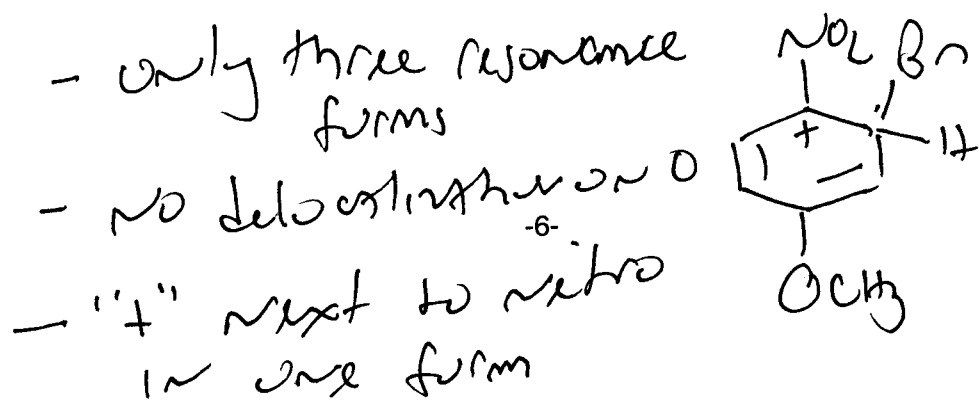 - only three resonance
forms
- NO delocalization on O
-6-
- "+" next to nitro
in one form
NO2 Br
+
H
OCH3